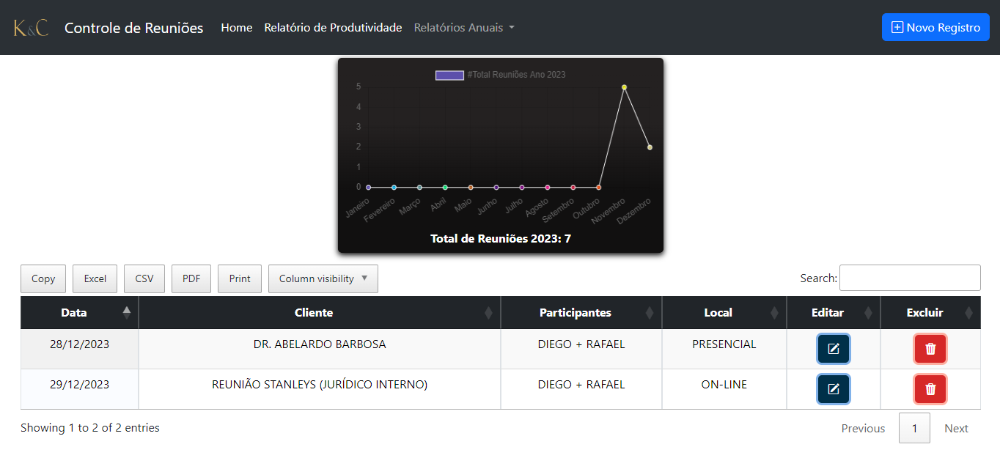 K&C Controle de Reuniões Home Relatório de Produtividade Relatórios Anuais Novo Registro
#Total Reuniões Ano 2023
5
4
3
2
1
0
Janeiro Fevereiro Março Abril Maio Junho Julho Agosto Setembro Outubro Novembro Dezembro
Total de Reuniões 2023: 7
Copy Excel CSV PDF Print Column visibility Search:
Data Cliente Participantes Local Editar Excluir
28/12/2023 DR. ABELARDO BARBOSA DIEGO + RAFAEL PRESENCIAL
29/12/2023 REUNIÃO STANLEYS (JURÍDICO INTERNO) DIEGO + RAFAEL ON-LINE
Showing 1 to 2 of 2 entries Previous 1 Next